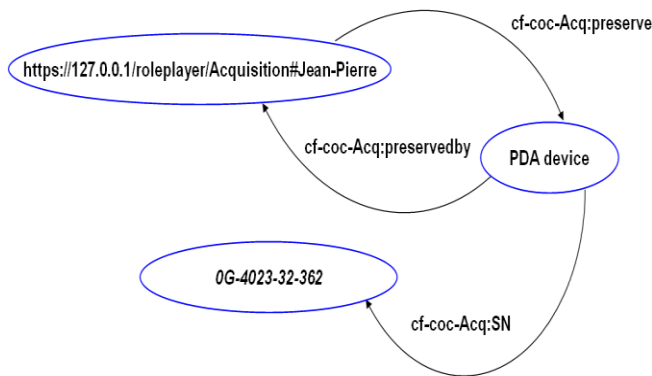 cf-coc-Acq:preserve
https://127.0.0.1/roleplayer/Acquisition#Jean-Pierre
cf-coc-Acq:preservedby
PDA device
0G-4023-32-362
cf-coc-Acq:SN